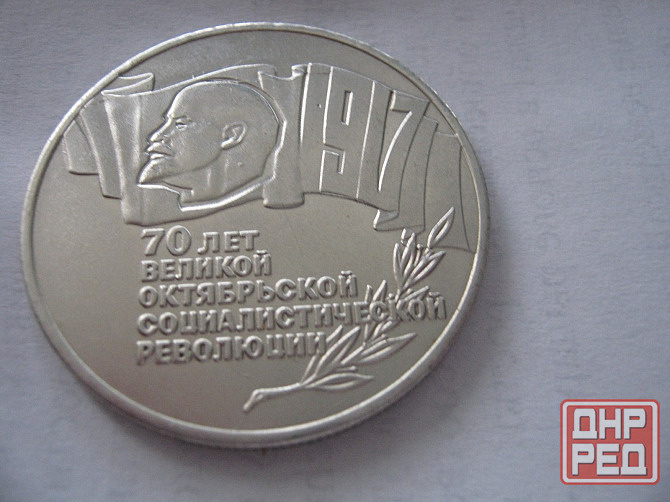 1917
70 ЛЕТ
ВЕЛИКОЙ
ОКТЯБРЬСКОЙ
СОЦИАЛИСТИЧЕСКОЙ
РЕВОЛЮЦИИ
ДНР
РЕД